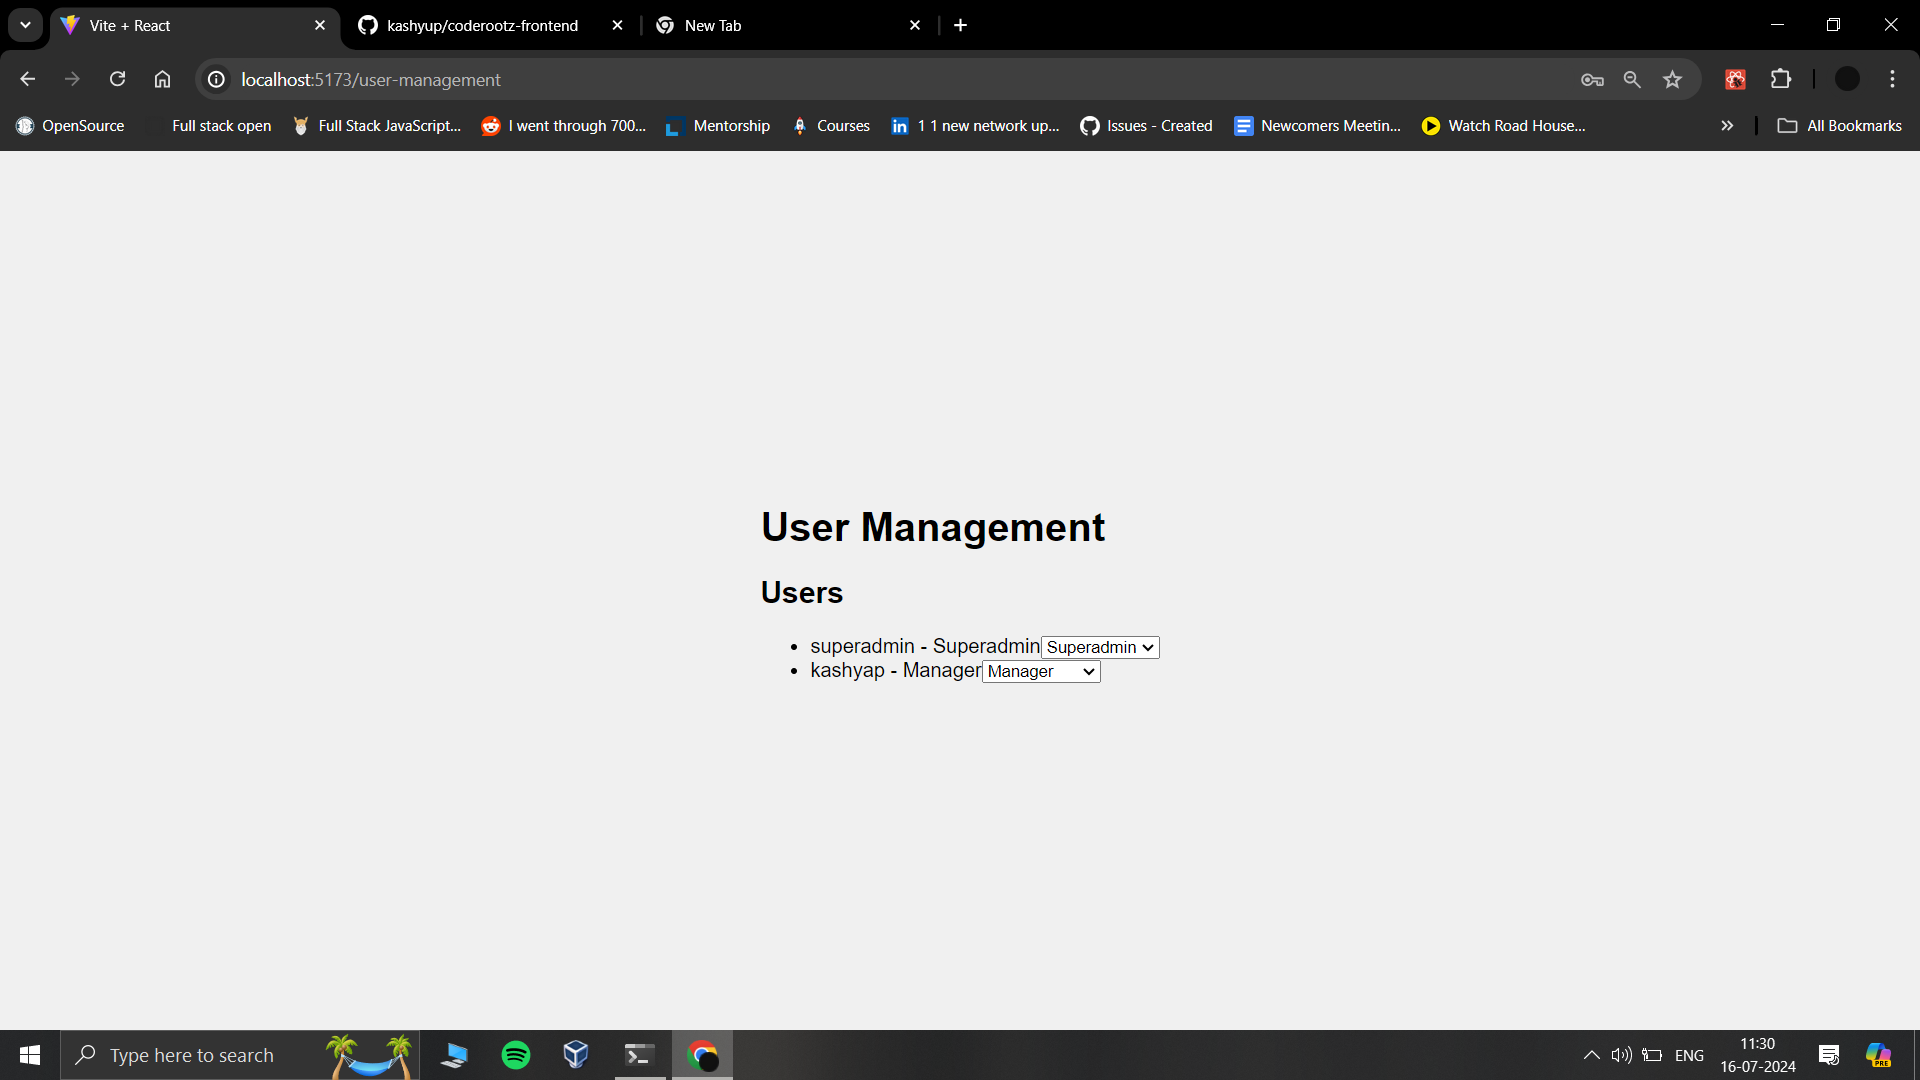 Vite + React
kashyup/coderootz-frontend
New Tab
localhost:5173/user-management
OpenSource
Full stack open
Full Stack JavaScript...
I went through 700...
Mentorship
Courses
1 1 new network up...
Issues - Created
Newcomers Meetin...
Watch Road House...
All Bookmarks
User Management
Users
superadmin - Superadmin Superadmin
kashyap - Manager Manager
Type here to search
ENG
11:30
16-07-2024
PRE